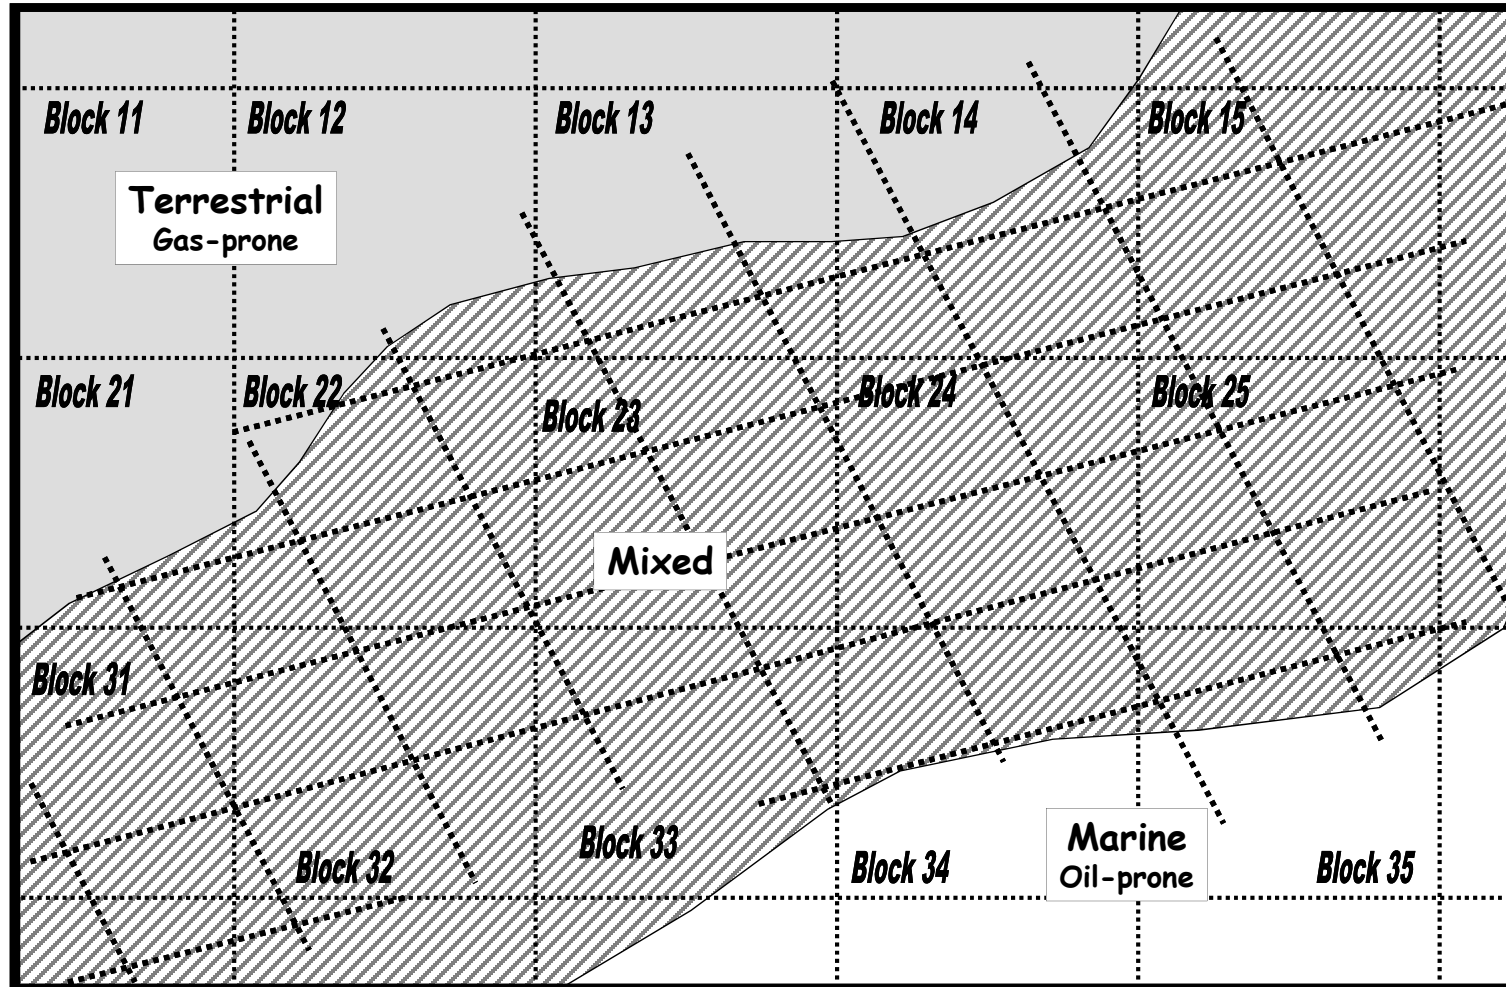 Block 11
Block 12
Block 13
Block 14
Block 15
Terrestrial
Gas-prone
Block 21
Block 22
Block 23
Block 24
Block 25
Mixed
Block 31
Block 32
Block 33
Block 34
Marine
Oil-prone
Block 35